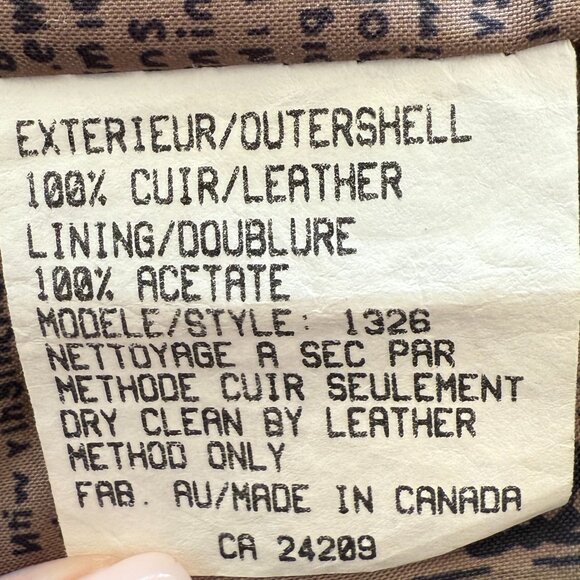 EXTERIEUR/OUTERSHELL
100% CUIR/LEATHER
LINING/DOUBLURE
100% ACETATE
MODELE/STYLE: 1326
NETTOYAGE A SEC PAR
METHODE CUIR SEULEMENT
DRY CLEAN BY LEATHER
METHOD ONLY
FAB. AU/MADE IN CANADA
CA 24209